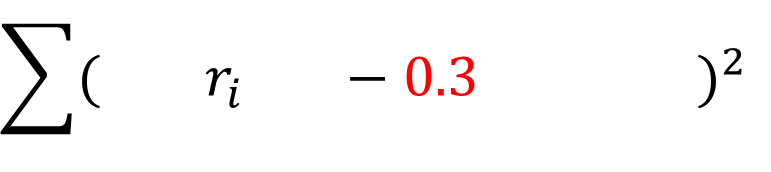 ∑( rᵢ − 0.3 )²